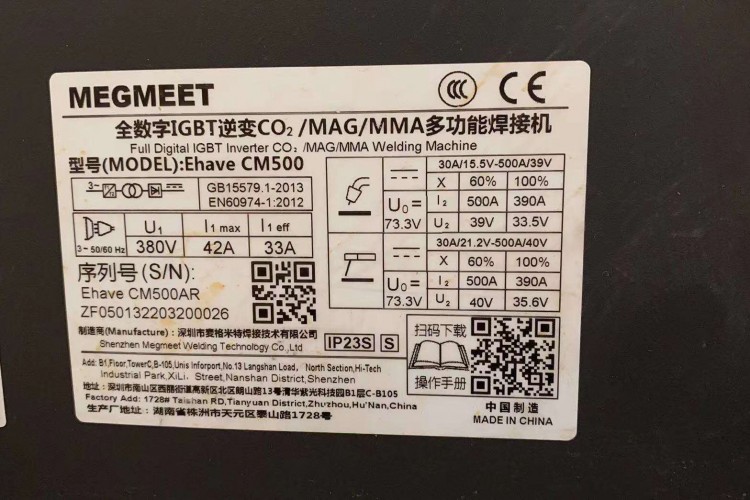 MEGMEET
CCC CE
全数字IGBT逆变CO₂ /MAG/MMA多功能焊接机
Full Digital IGBT Inverter CO₂ /MAG/MMA Welding Machine
型号(MODEL):Ehave CM500
3~
GB15579.1-2013
EN60974-1:2012
U₁ I₁ max I₁ eff
3~50/60 Hz 380V 42A 33A
30A/15.5V-500A/39V
X 60% 100%
U₀= 73.3V
I₂ 500A 390A
U₂ 39V 33.5V
30A/21.2V-500A/40V
X 60% 100%
U₀= 73.3V
I₂ 500A 390A
U₂ 40V 35.6V
序列号(S/N):
Ehave CM500AR
ZF050132203200026
制造商(Manufacture) : 深圳市麦格米特焊接技术有限公司
Shenzhen Megmeet Welding Technology Co.,Ltd
IP23S S
扫码下载
操作手册
Add: B1,Floor,TowerC,B-105,Unis Inforport,No.13 Langshan Load, North Section,Hi-Tech
Industrial Park,XiLi, Street,Nanshan District,Shenzhen
地址: 深圳市南山区西丽街道高新区北区朗山路13号清华紫光科技园B1层C-B105
Factory Add: 1728# Taishan RD,Tianyuan District,Zhuzhou,Hu'Nan,China
生产厂地址: 湖南省株洲市天元区泰山路1728号
中国制造
MADE IN CHINA